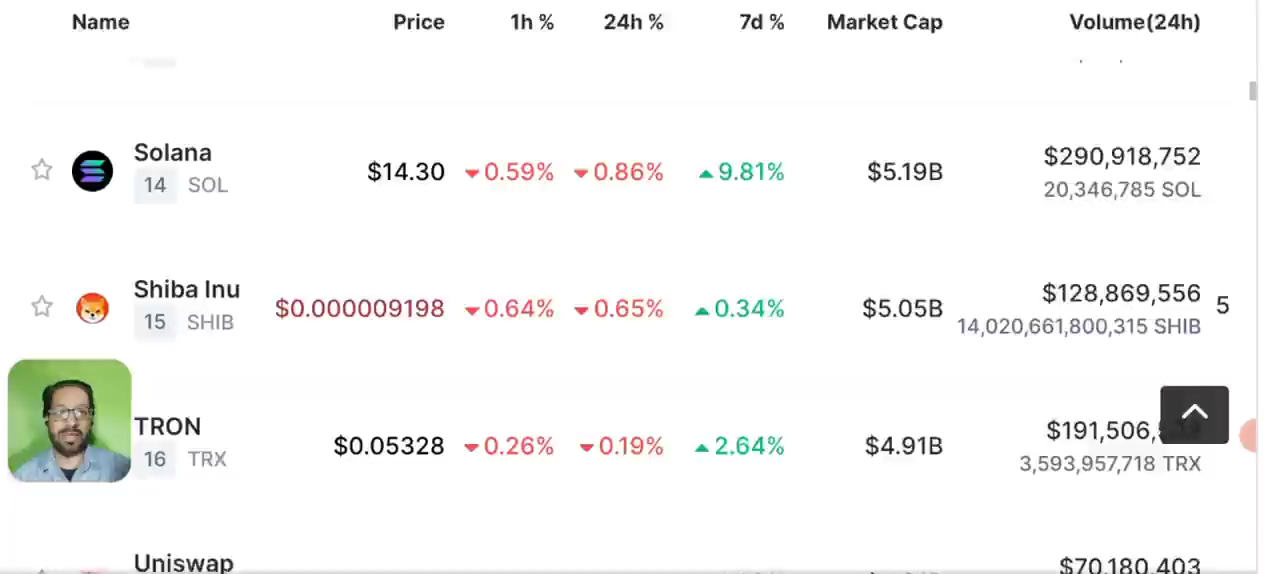 Name Price 1h % 24h % 7d % Market Cap Volume(24h)
Solana
14 SOL
$14.30 0.59% 0.86% 9.81% $5.19B $290,918,752
20,346,785 SOL
Shiba Inu
15 SHIB
$0.000009198 0.64% 0.65% 0.34% $5.05B $128,869,556
14,020,661,800,315 SHIB
5
TRON
16 TRX
$0.05328 0.26% 0.19% 2.64% $4.91B $191,506,
3,593,957,718 TRX
Uniswap
$70,180,403